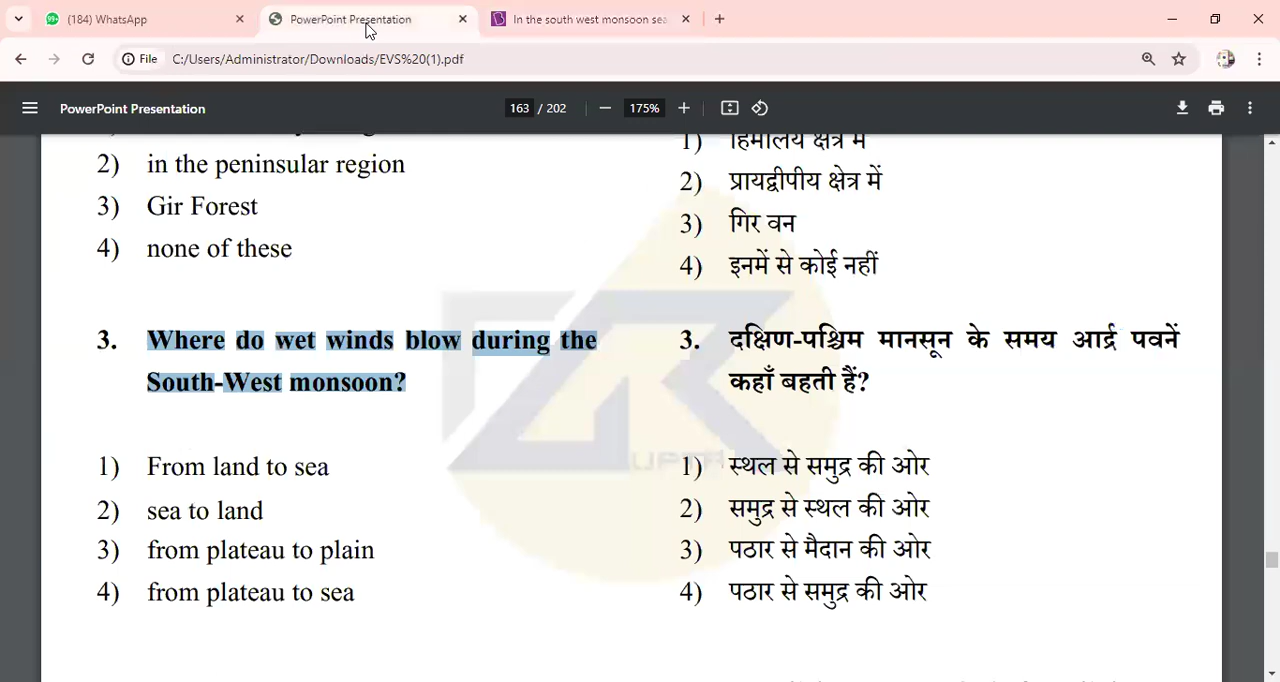 (184) WhatsApp
PowerPoint Presentation
In the south west monsoon sea
File
C:/Users/Administrator/Downloads/EVS%20(1).pdf
PowerPoint Presentation
163 / 202
175%
2) in the peninsular region
3) Gir Forest
4) none of these
3. Where do wet winds blow during the
South-West monsoon?
1) From land to sea
2) sea to land
3) from plateau to plain
4) from plateau to sea
1) हिमालय क्षेत्र में
2) प्रायद्वीपीय क्षेत्र में
3) गिर वन
4) इनमें से कोई नहीं
3. दक्षिण-पश्चिम मानसून के समय आर्द्र पवनें
कहाँ बहती हैं?
1) स्थल से समुद्र की ओर
2) समुद्र से स्थल की ओर
3) पठार से मैदान की ओर
4) पठार से समुद्र की ओर